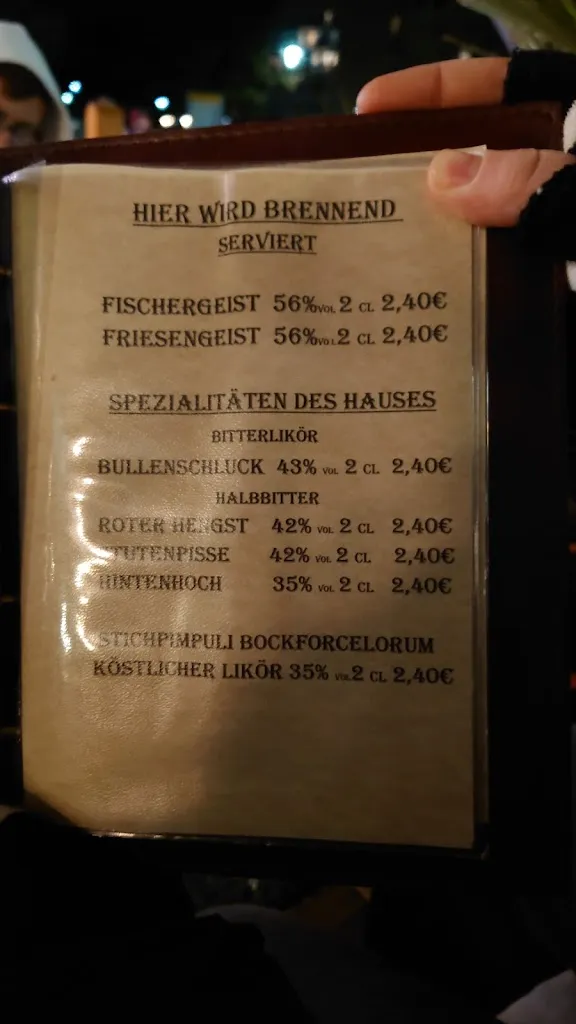 HIER WIRD BRENNEND
SERVIERT
FISCHERGEIST 56% VOL 2 CL 2,40€
FRIESENGEIST 56% VOL 2 CL 2,40€
SPEZIALITÄTEN DES HAUSES
BITTERLIKÖR
BULLENSCHLUCK 43% VOL 2 CL 2,40€
HALBBITTER
ROTER HENGST 42% VOL 2 CL 2,40€
STUTENPISSE 42% VOL 2 CL 2,40€
HINTENHOCH 35% VOL 2 CL 2,40€
STICHPIMPULI BOCKFORCELORUM
KÖSTLICHER LIKÖR 35% VOL 2 CL 2,40€